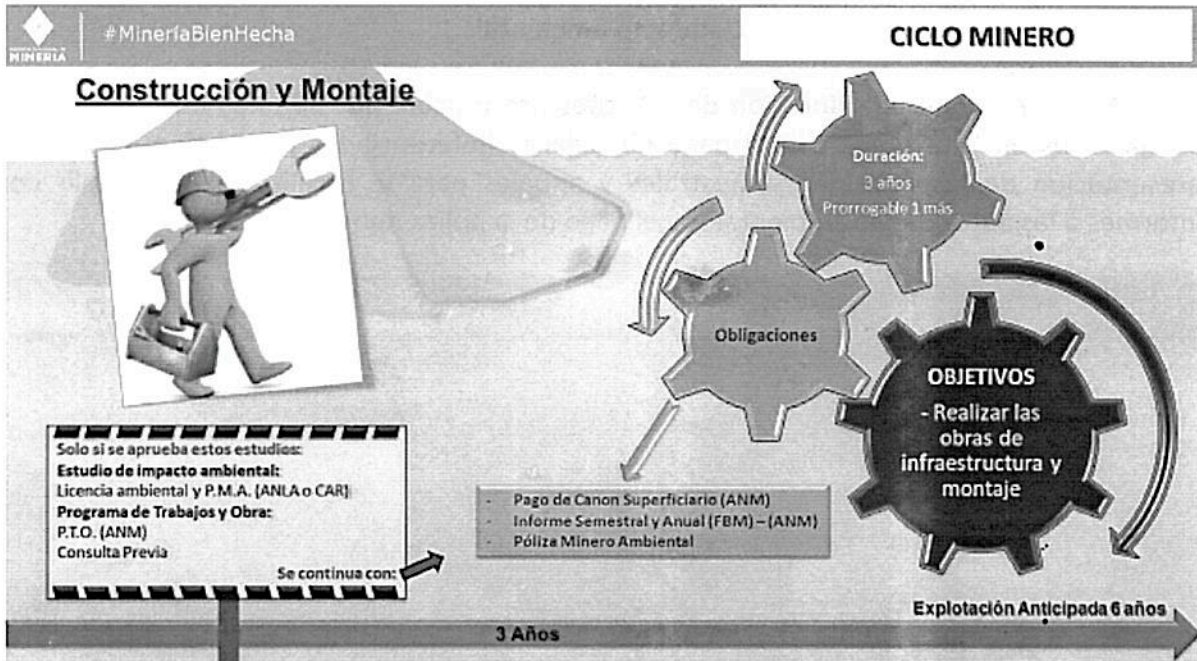 MINERÍA
#MineríaBienHecha
CICLO MINERO
Construcción y Montaje
Duración:
3 años
Prorrogable 1 más
Obligaciones
OBJETIVOS
- Realizar las
obras de
infraestructura y
montaje
Solo si se aprueba estos estudios:
Estudio de impacto ambiental:
Licencia ambiental y P.M.A. (ANLA o CAR)
Programa de Trabajos y Obra:
P.T.O. (ANM)
Consulta Previa
Se continua con:
- Pago de Canon Superficiario (ANM)
- Informe Semestral y Anual (FBM) – (ANM)
- Póliza Minero Ambiental
Explotación Anticipada 6 años
3 Años